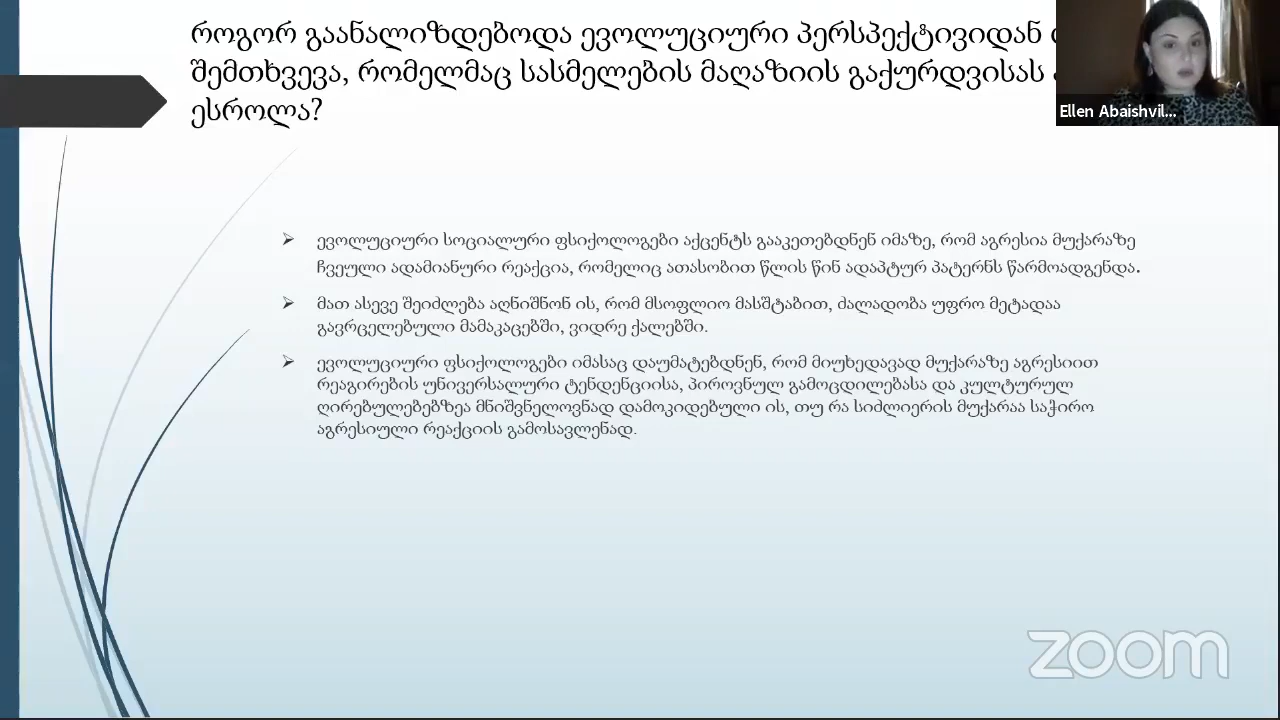 როგორ გაანალიზდებოდა ევოლუციური პერსპექტივიდან
შემთხვევა, რომელმაც სასმელების მაღაზიის გაქურდვისას
ესროლა?
Ellen Abaishvil...
ევოლუციური სოციალური ფსიქოლოგები აქცენტს გააკეთებდნენ იმაზე, რომ აგრესია მუქარაზე
ჩვეული ადამიანური რეაქცია, რომელიც ათასობით წლის წინ ადაპტურ პატერნს წარმოადგენდა.
მათ ასევე შეიძლება აღნიშნონ ის, რომ მსოფლიო მასშტაბით, ძალადობა უფრო მეტადაა
გავრცელებული მამაკაცებში, ვიდრე ქალებში.
ევოლუციური ფსიქოლოგები იმასაც დაუმატებდნენ, რომ მიუხედავად მუქარაზე აგრესიით
რეაგირების უნივერსალური ტენდენციისა, პიროვნულ გამოცდილებასა და კულტურულ
ღირებულებებზეა მნიშვნელოვნად დამოკიდებული ის, თუ რა სიძლიერის მუქარაა საჭირო
აგრესიული რეაქციის გამოსავლენად.
zoom